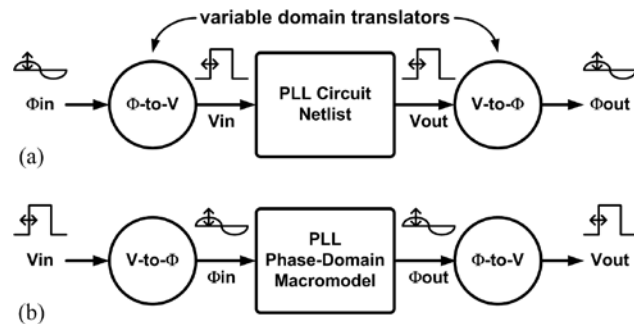 variable domain translators
Φin
Φ-to-V
Vin
PLL Circuit
Netlist
Vout
V-to-Φ
Φout
(a)
Vin
V-to-Φ
Φin
PLL
Phase-Domain
Macromodel
Φout
Φ-to-V
Vout
(b)